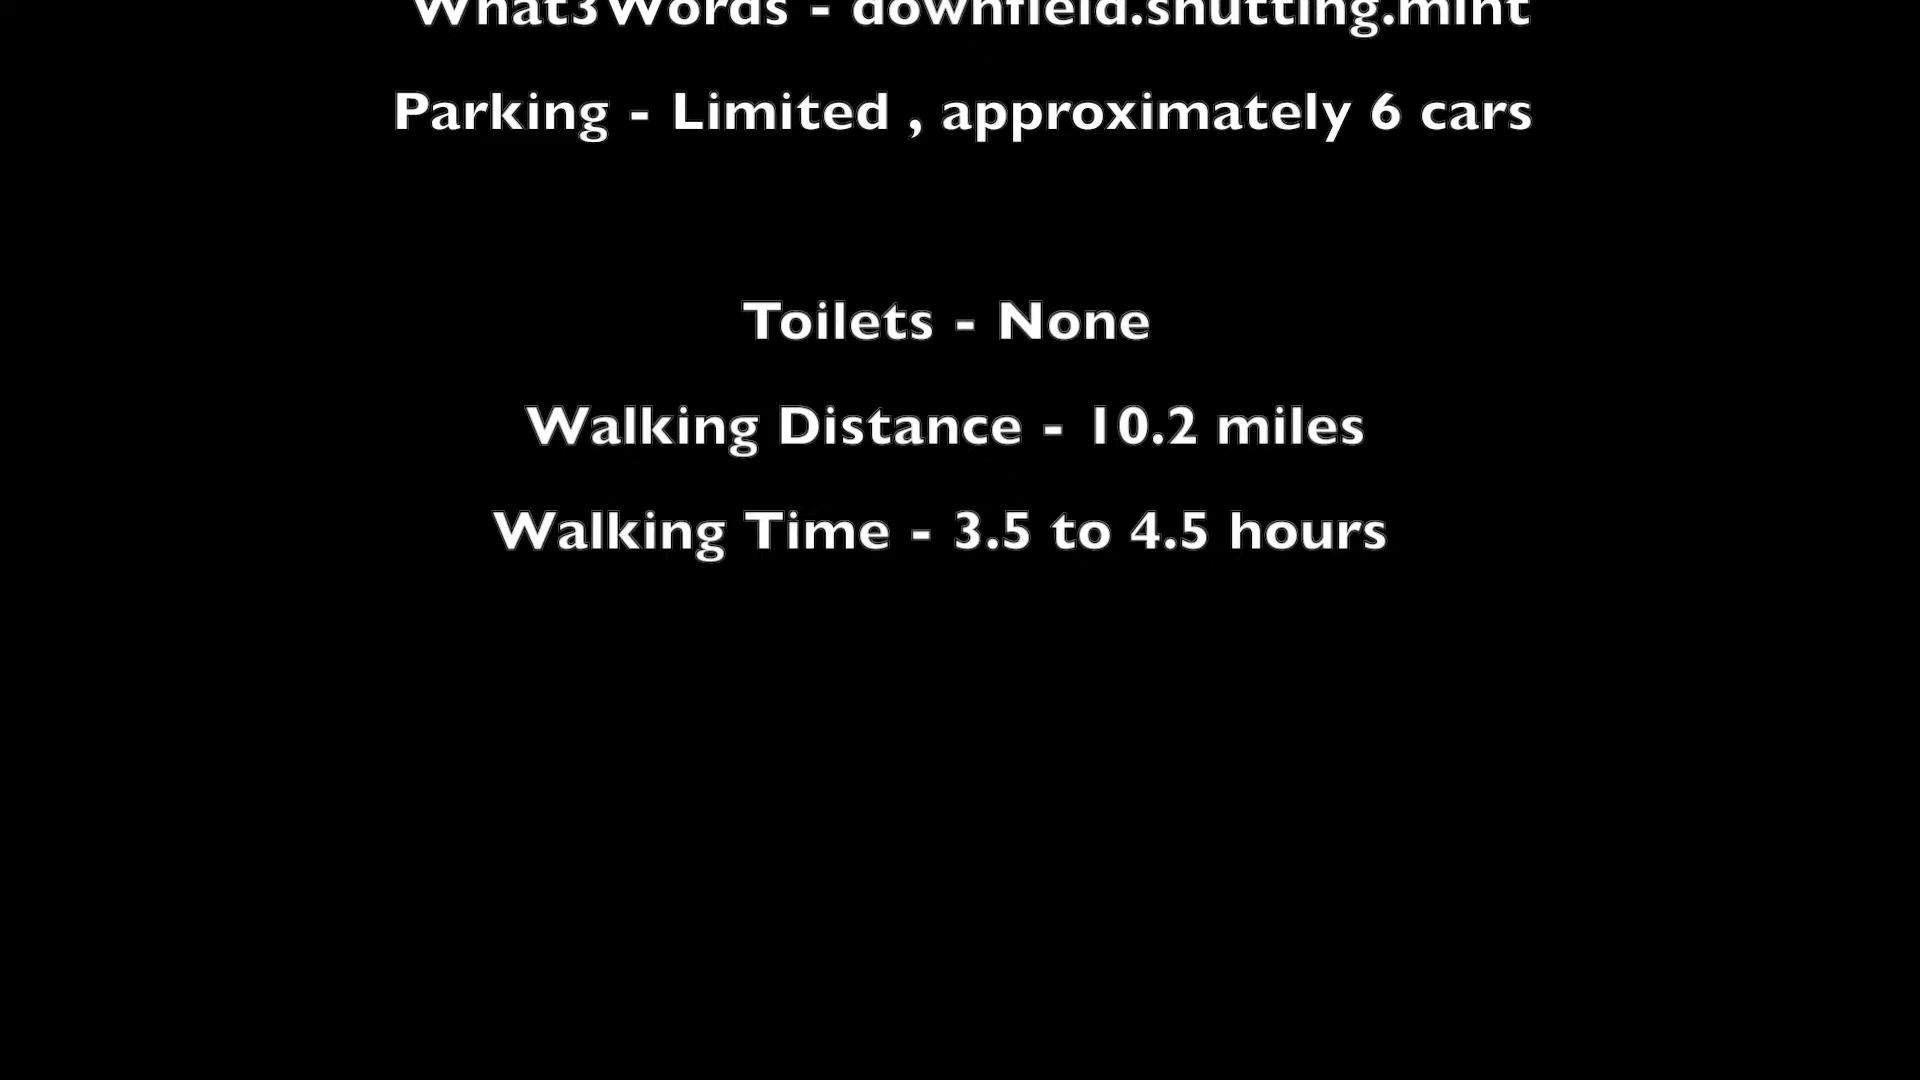 What3Words - downfield.shutting.mint
Parking - Limited , approximately 6 cars
Toilets - None
Walking Distance - 10.2 miles
Walking Time - 3.5 to 4.5 hours